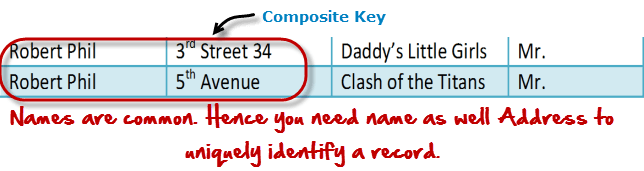 Composite Key
Robert Phil 3rd Street 34 Daddy's Little Girls Mr.
Robert Phil 5th Avenue Clash of the Titans Mr.
Names are common. Hence you need name as well Address to
uniquely identify a record.